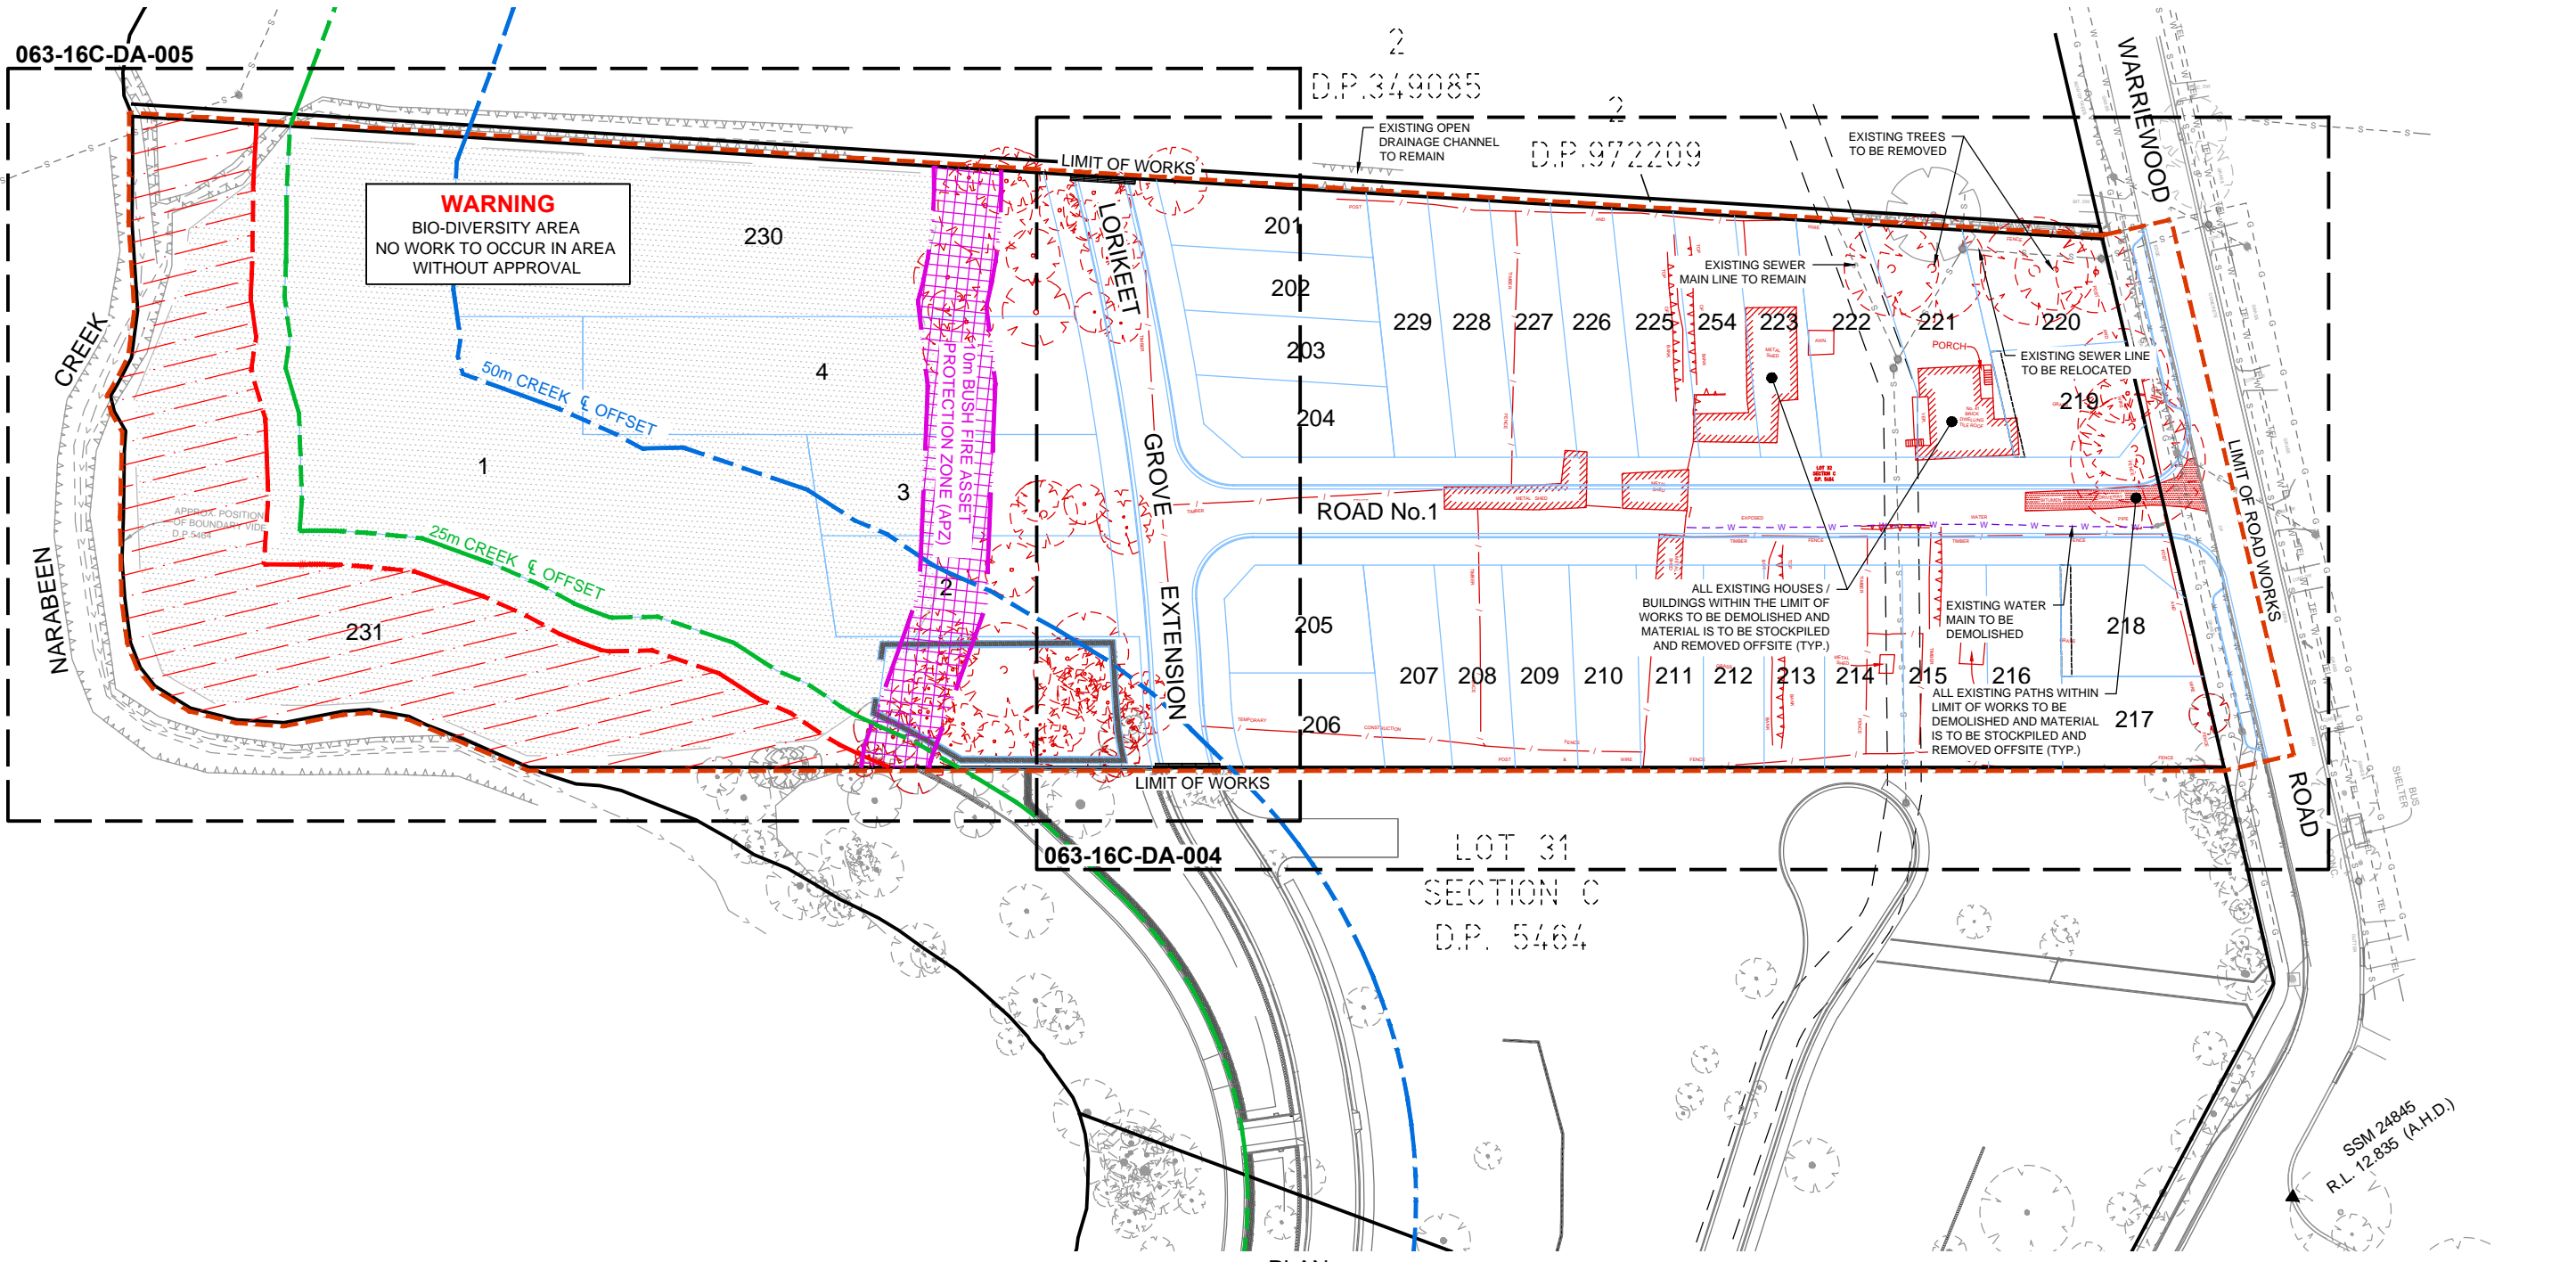 063-16C-DA-005
2
D.P.349085
2
D.P.972209
EXISTING OPEN
DRAINAGE CHANNEL
TO REMAIN
EXISTING TREES
TO BE REMOVED
WARRIEWOOD
LIMIT OF WORKS
WARNING
BIO-DIVERSITY AREA
NO WORK TO OCCUR IN AREA
WITHOUT APPROVAL
230
LORIKEET
201
202
203
204
EXISTING SEWER
MAIN LINE TO REMAIN
229
228
227
226
225
254
223
222
221
220
PORCH
EXISTING SEWER LINE
TO BE RELOCATED
219
CREEK
4
50m CREEK ℄ OFFSET
10m BUSH FIRE ASSET
PROTECTION ZONE (APZ)
1
3
GROVE
ROAD No.1
LIMIT OF ROAD WORKS
APPROX. POSITION
OF BOUNDARY VIDE
D.P.5464
25m CREEK ℄ OFFSET
NARABEEN
2
EXTENSION
231
205
206
ALL EXISTING HOUSES /
BUILDINGS WITHIN THE LIMIT OF
WORKS TO BE DEMOLISHED AND
MATERIAL IS TO BE STOCKPILED
AND REMOVED OFFSITE (TYP.)
EXISTING WATER
MAIN TO BE
DEMOLISHED
218
207
208
209
210
211
212
213
214
215
216
217
ALL EXISTING PATHS WITHIN
LIMIT OF WORKS TO BE
DEMOLISHED AND MATERIAL
IS TO BE STOCKPILED AND
REMOVED OFFSITE (TYP.)
LIMIT OF WORKS
ROAD
BUS
SHELTER
063-16C-DA-004
LOT 31
SECTION C
D.P. 5464
SSM 24845
R.L. 12.835 (A.H.D.)